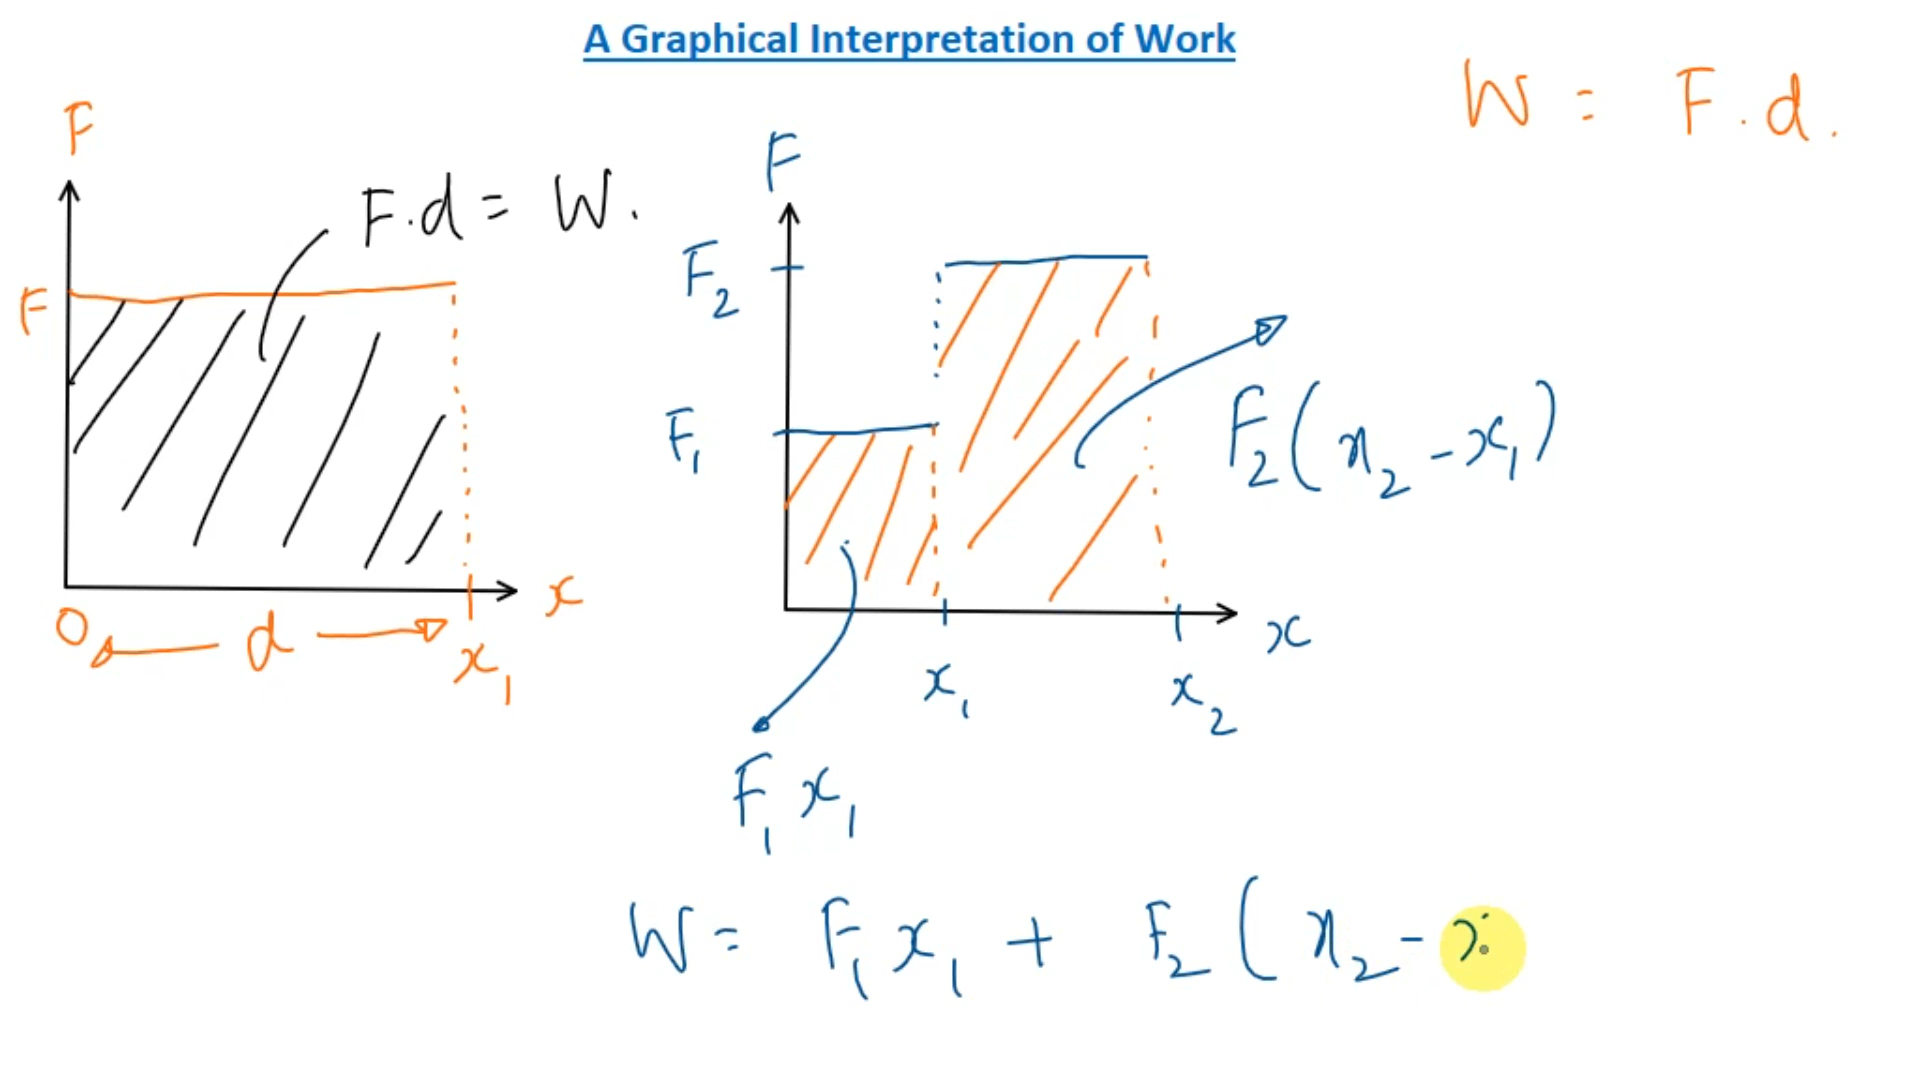 A Graphical Interpretation of Work
W = F.d.
F
F.d = W.
F
O
d
x₁
x
F
F₂
F₁
x₁
x₂
x
F₂(x₂-x₁)
F₁x₁
W = F₁x₁ + F₂(x₂-